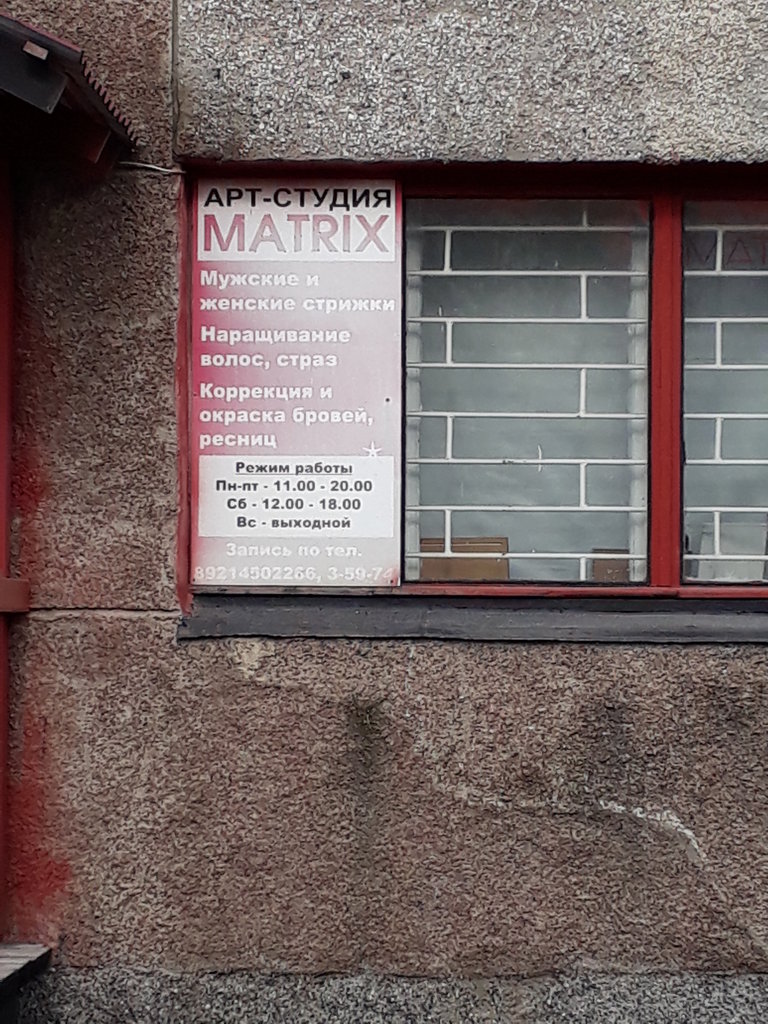 АРТ-СТУДИЯ
MATRIX
Мужские и
женские стрижки
Наращивание
волос, страз
Коррекция и
окраска бровей,
ресниц
Режим работы
Пн-пт - 11.00 - 20.00
Сб - 12.00 - 18.00
Вс - выходной
Запись по тел.
89214502266, 3-59-74